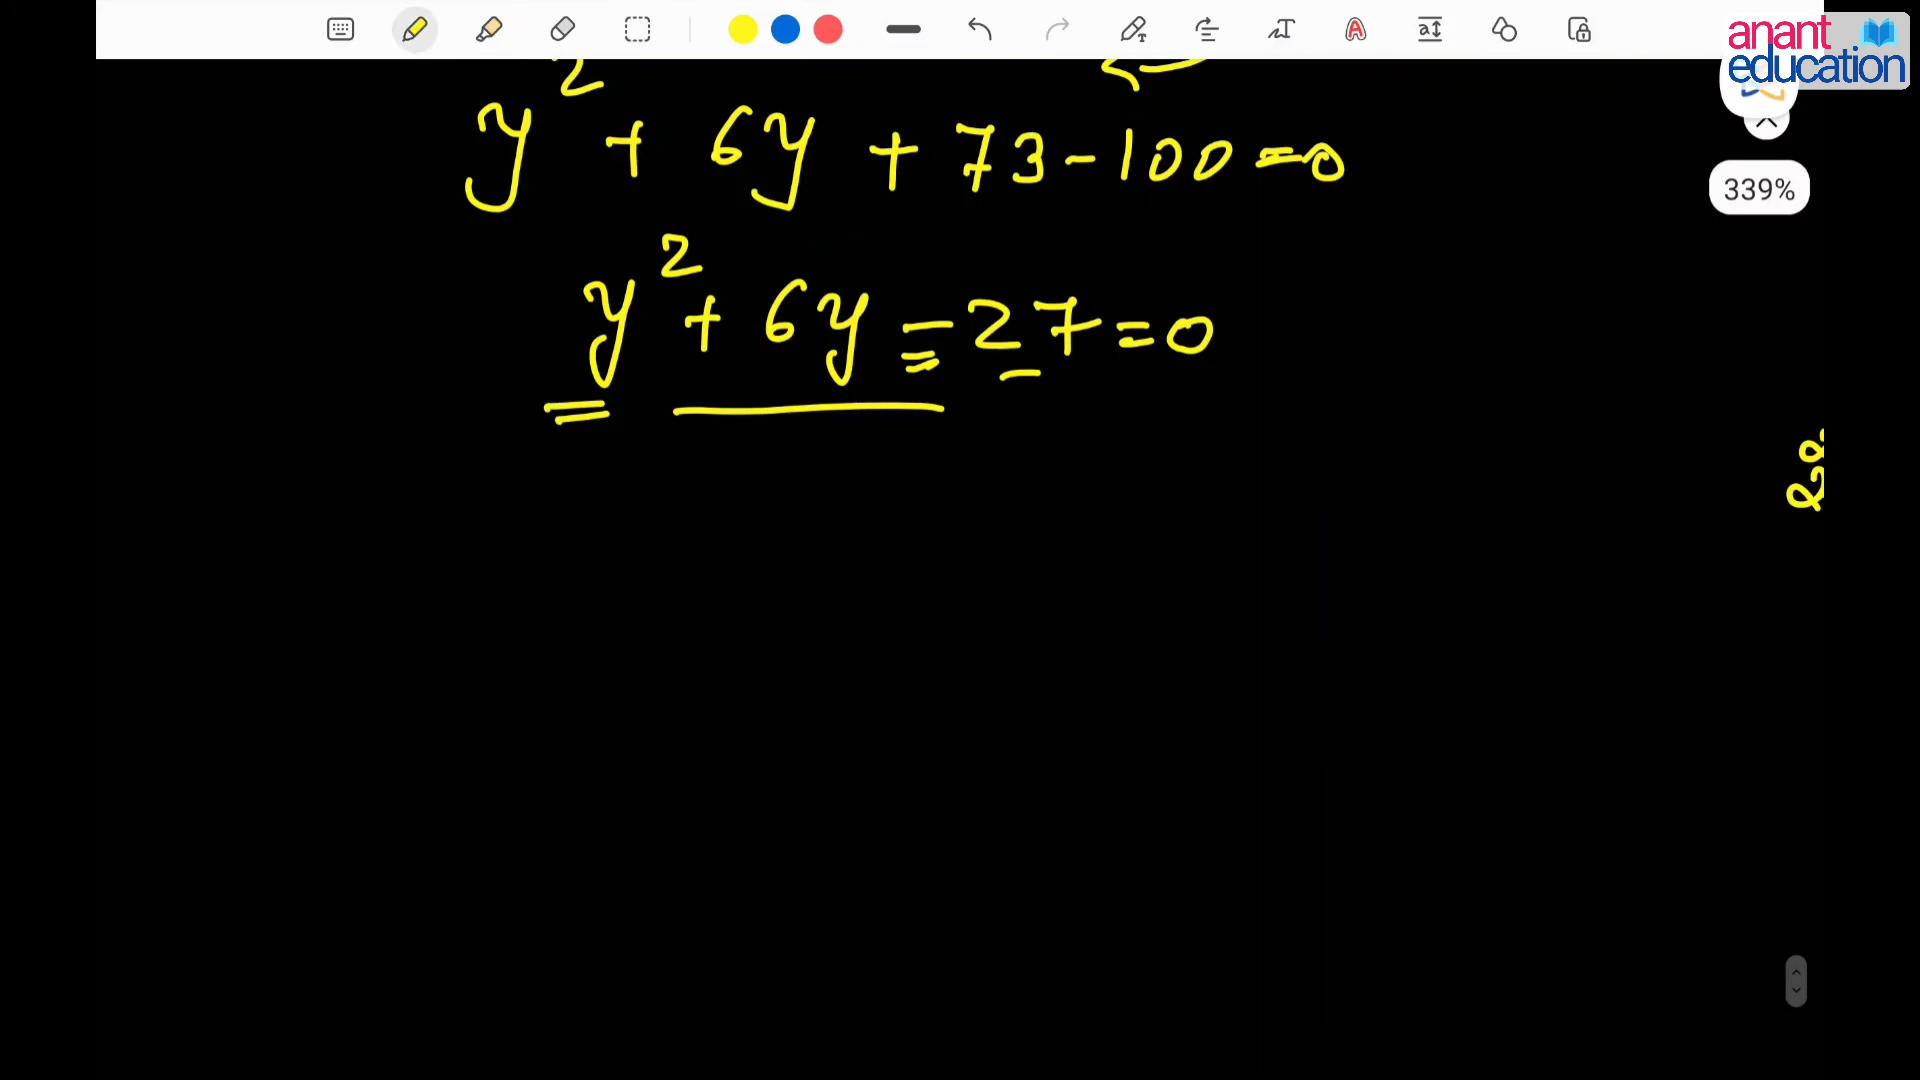 anant
education
y² + 6y + 73 - 100 = 0
339%
y² + 6y - 27 = 0